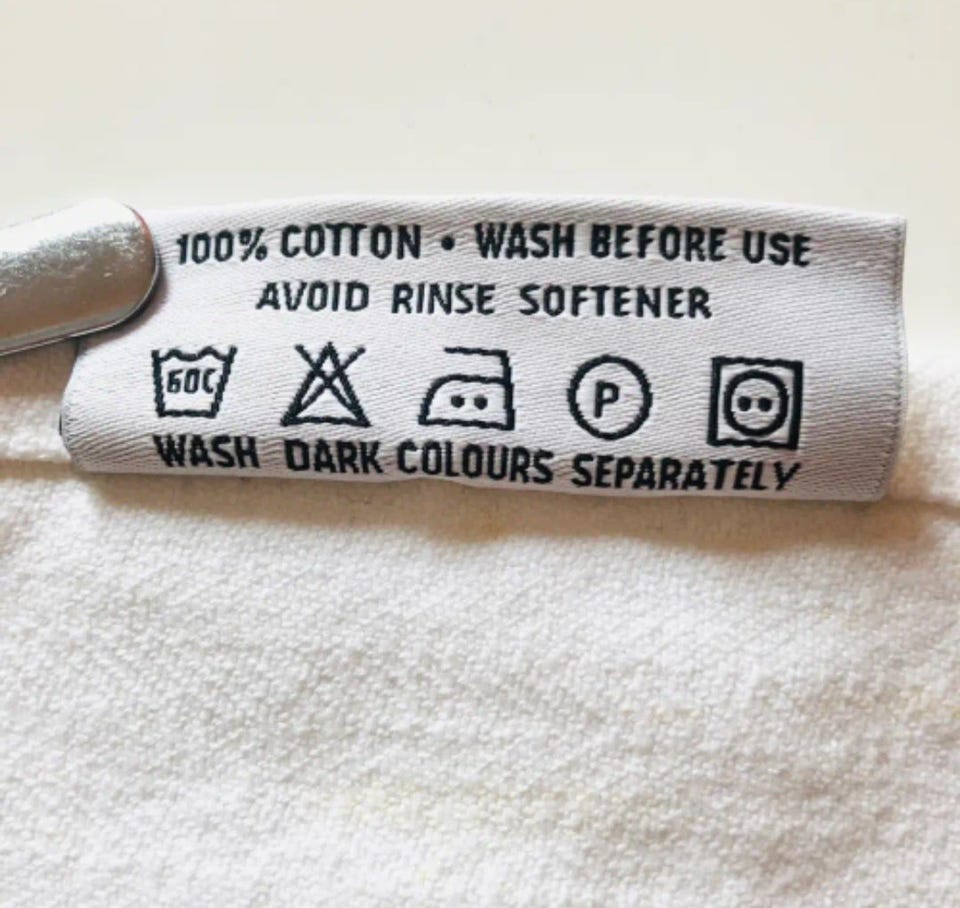 100% COTTON • WASH BEFORE USE
AVOID RINSE SOFTENER
60C P
WASH DARK COLOURS SEPARATELY